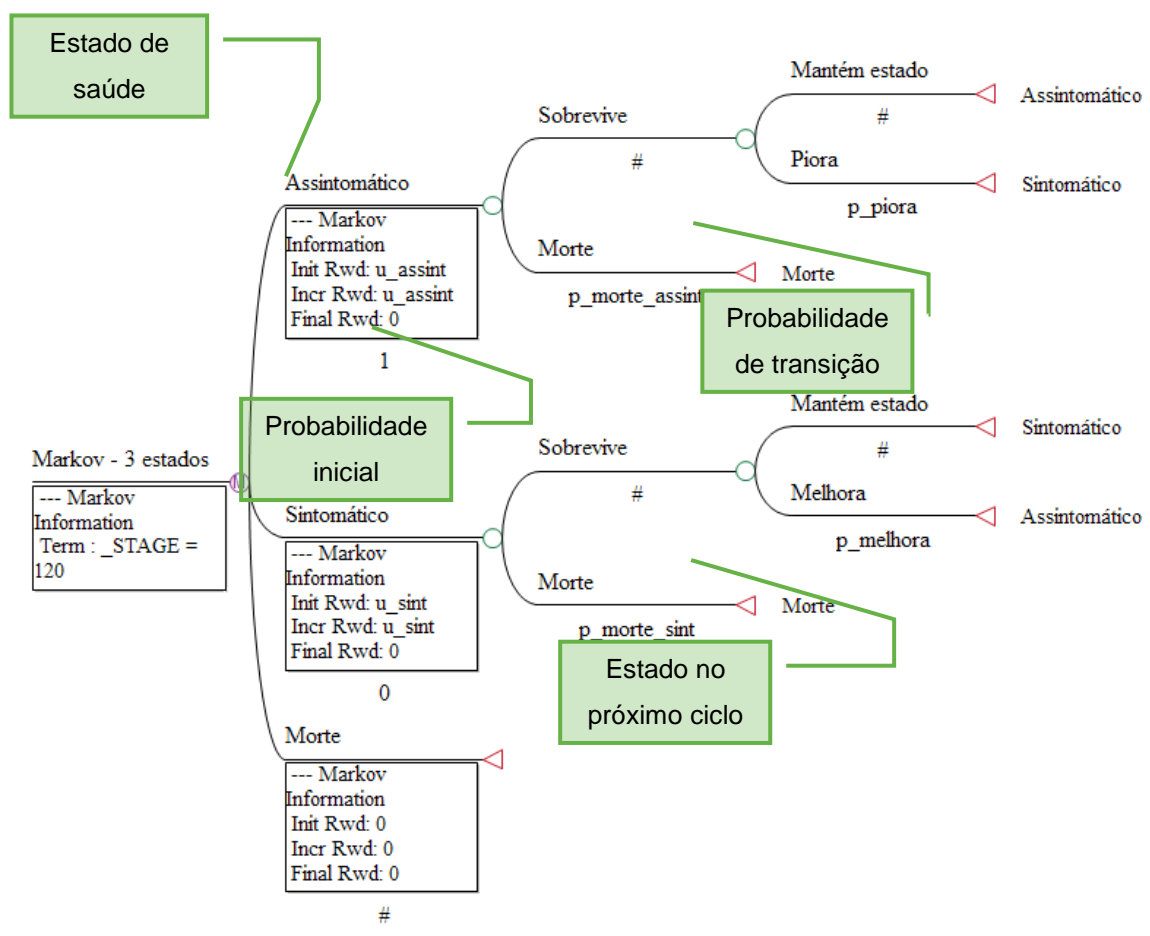 Estado de
saúde
Mantém estado
Assintomático
#
Sobrevive
#
Piora
Sintomático
p_piora
Assintomático
--- Markov
Information
Init Rwd: u_assint
Incr Rwd: u_assint
Final Rwd: 0
1
Morte
Morte
p_morte_assint
Probabilidade
de transição
Probabilidade
inicial
Markov - 3 estados
--- Markov
Information
Term : _STAGE =
120
Mantém estado
Sintomático
#
Sobrevive
#
Melhora
Assintomático
p_melhora
Sintomático
--- Markov
Information
Init Rwd: u_sint
Incr Rwd: u_sint
Final Rwd: 0
0
Morte
Morte
p_morte_sint
Estado no
próximo ciclo
Morte
--- Markov
Information
Init Rwd: 0
Incr Rwd: 0
Final Rwd: 0
#